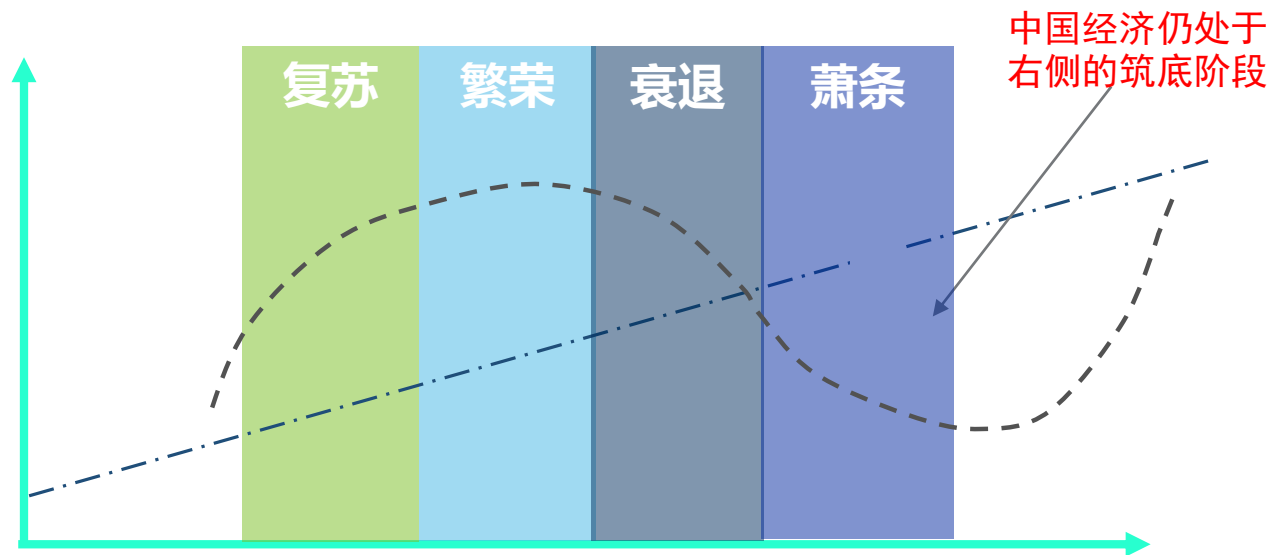 中国经济仍处于
右侧的筑底阶段
复苏
繁荣
衰退
萧条